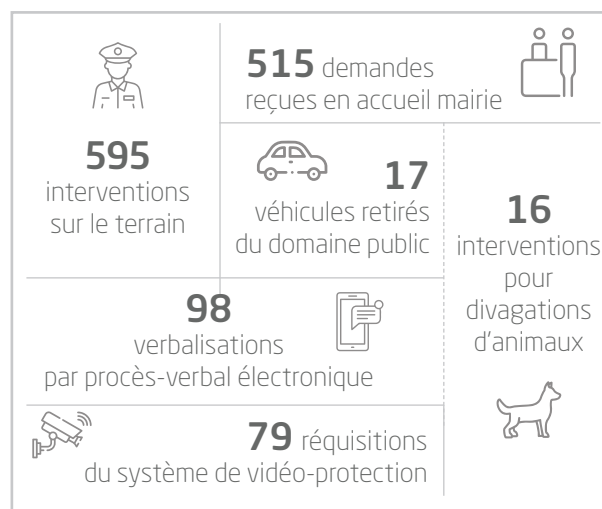 595
interventions
sur le terrain
515 demandes
reçues en accueil mairie
17
véhicules retirés
du domaine public
16
interventions
pour
divagations
d'animaux
98
verbalisations
par procès-verbal électronique
79 réquisitions
du système de vidéo-protection